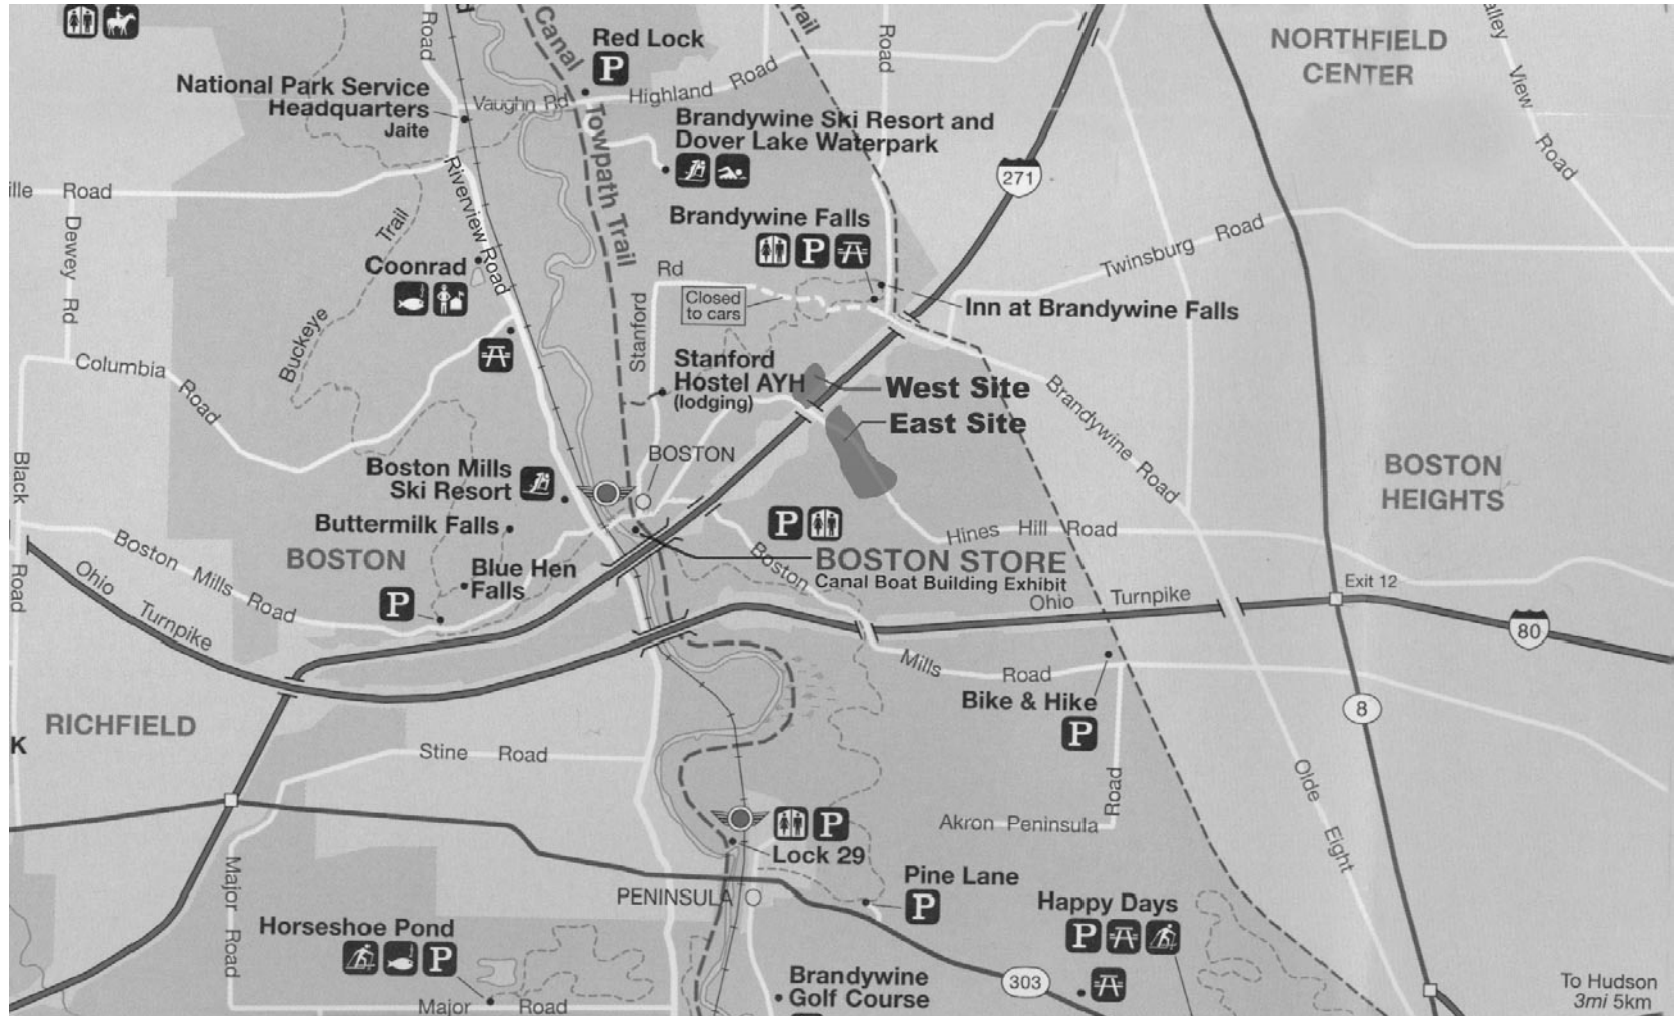 Road
Canal
Trail
Road
alley
View
Road
NORTHFIELD
CENTER
Red Lock
P
National Park Service
Headquarters
Jaite
Vaughn Rd
Highland Road
Towpath Trail
Brandywine Ski Resort and
Dover Lake Waterpark
271
ille Road
Dewey Rd
Trail
Riverview Road
Brandywine Falls
P
Twinsburg Road
Coonrad
Rd
Closed
to cars
Inn at Brandywine Falls
Buckeye
Stanford
Columbia Road
Stanford
Hostel AYH
(lodging)
West Site
East Site
Brandywine Road
Black
Road
BOSTON
Boston Mills
Ski Resort
BOSTON
HEIGHTS
Buttermilk Falls
P
Hines Hill Road
Boston Mills Road
BOSTON
Blue Hen
Falls
P
Boston
BOSTON STORE
Canal Boat Building Exhibit
Exit 12
Ohio Turnpike
Ohio Turnpike
80
Mills Road
Bike & Hike
P
8
RICHFIELD
K
Stine Road
Road
Olde Eight
Akron Peninsula
P
Lock 29
Major Road
PENINSULA
Pine Lane
P
Happy Days
P
Horseshoe Pond
P
Brandywine
Golf Course
303
To Hudson
3mi 5km
Major Road